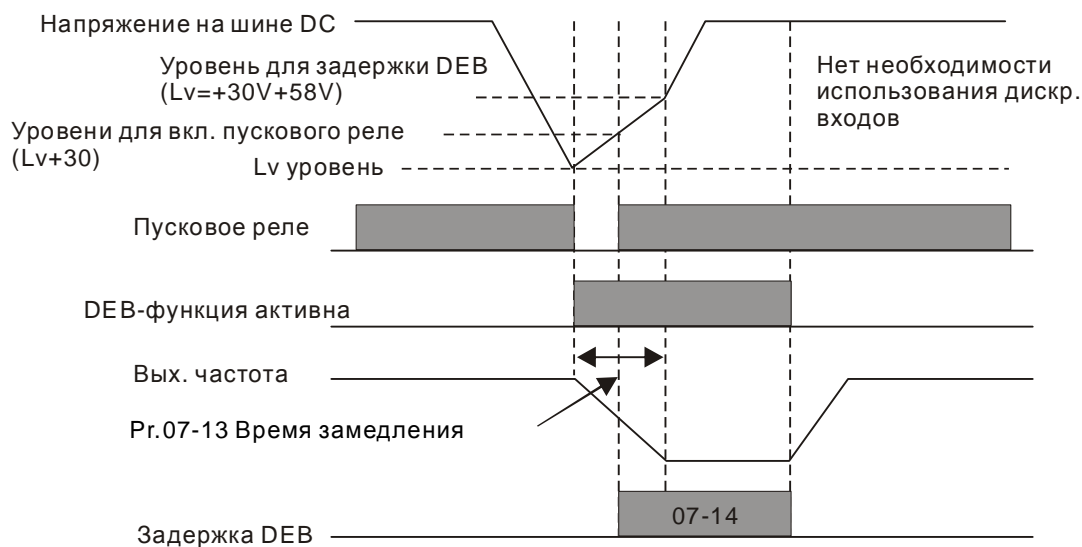 Напряжение на шине DC
Уровень для задержки DEB
(Lv=+30V+58V)
Нет необходимости
использования дискр.
входов
Уровени для вкл. пускового реле
(Lv+30)
Lv уровень
Пусковое реле
DEB-функция активна
Вых. частота
Pr.07-13 Время замедления
07-14
Задержка DEB